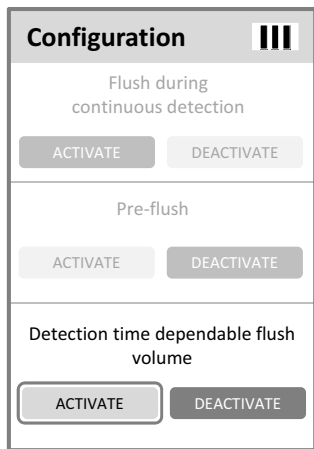 Configuration
Flush during
continuous detection
ACTIVATE DEACTIVATE
Pre-flush
ACTIVATE DEACTIVATE
Detection time dependable flush
volume
ACTIVATE DEACTIVATE